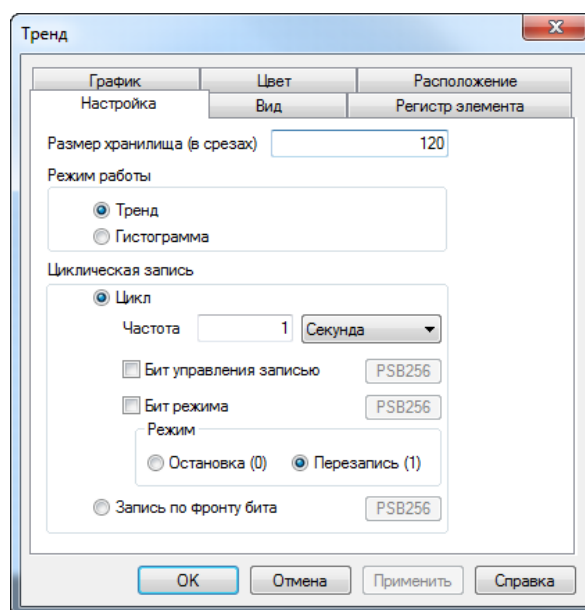 Тренд
График Цвет Расположение
Настройка Вид Регистр элемента
Размер хранилища (в срезах) 120
Режим работы
Тренд
Гистограмма
Циклическая запись
Цикл
Частота 1 Секунда
Бит управления записью PSB256
Бит режима PSB256
Режим
Остановка (0) Перезапись (1)
Запись по фронту бита PSB256
OK Отмена Применить Справка